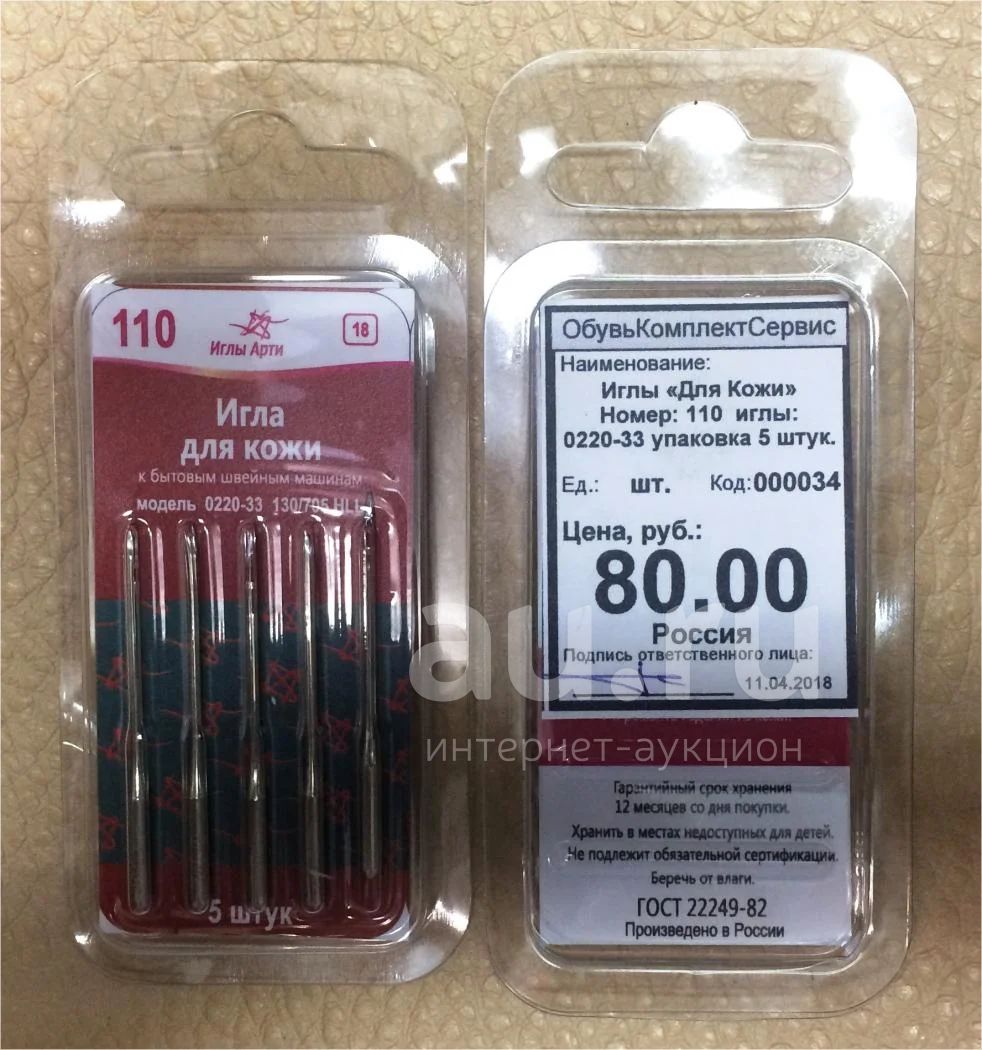 110
Иглы Арти
18
Игла
для кожи
к бытовым швейным машинам
модель 0220-33 130/705 HLL
5 штук
ОбувьКомплектСервис
Наименование:
Иглы «Для Кожи»
Номер: 110 иглы:
0220-33 упаковка 5 штук.
Ед.: шт. Код:000034
Цена, руб.:
80.00
Россия
Подпись ответственного лица:
11.04.2018
au.ru
интернет-аукцион
Гарантийный срок хранения
12 месяцев со дня покупки.
Хранить в местах недоступных для детей.
Не подлежит обязательной сертификации.
Беречь от влаги.
ГОСТ 22249-82
Произведено в России